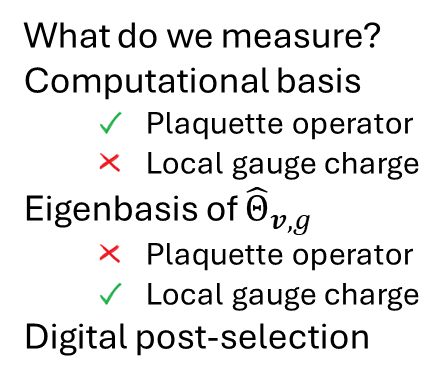 What do we measure?
Computational basis
✓ Plaquette operator
✗ Local gauge charge
Eigenbasis of Θ̂𝒗,𝑔
✗ Plaquette operator
✓ Local gauge charge
Digital post-selection